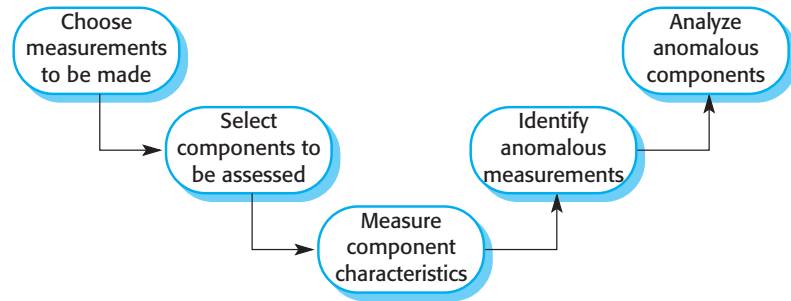 Choose
measurements
to be made
Select
components to
be assessed
Measure
component
characteristics
Identify
anomalous
measurements
Analyze
anomalous
components